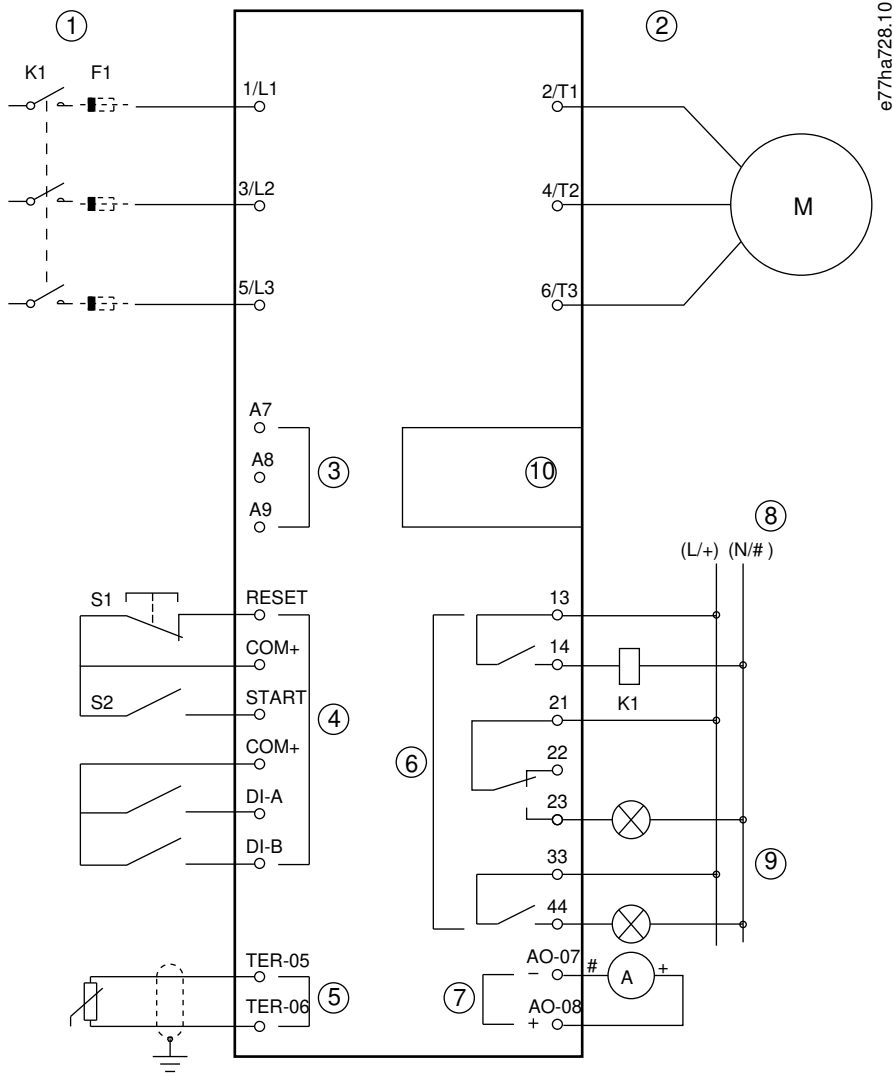 1
2
e77ha728.10
K1 F1
1/L1
2/T1
3/L2
4/T2
M
5/L3
6/T3
A7
A8
3
10
A9
8
(L/+) (N/# )
S1
RESET
13
COM+
14
S2
START
K1
4
21
COM+
22
6
DI-A
23
DI-B
33
9
44
TER-05
AO-07
− # A +
5
7
TER-06
AO-08
+